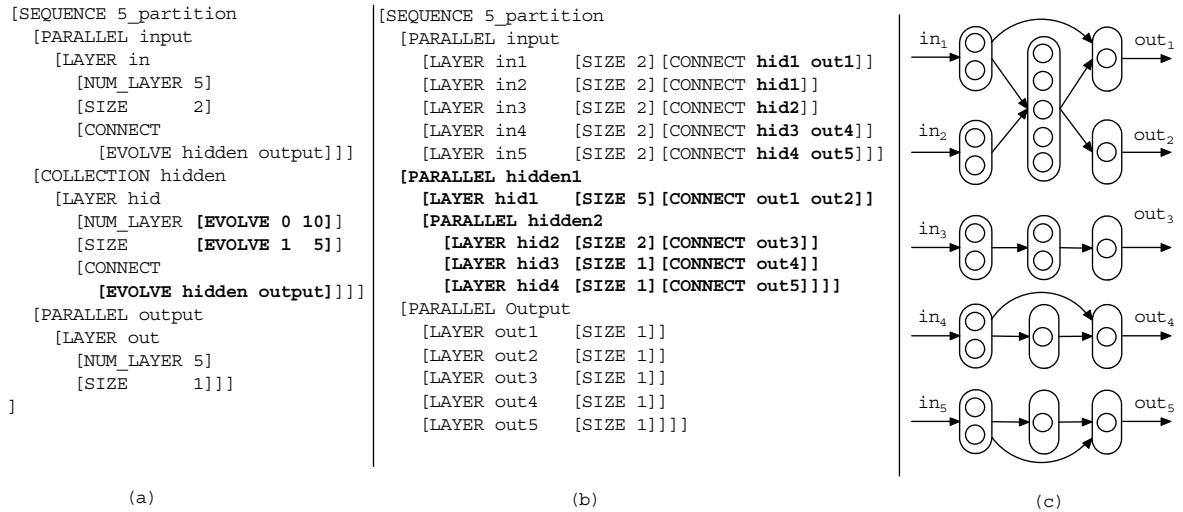 [SEQUENCE 5_partition
[PARALLEL input
[LAYER in
[NUM_LAYER 5]
[SIZE 2]
[CONNECT
[EVOLVE hidden output]]]
[COLLECTION hidden
[LAYER hid
[NUM_LAYER [EVOLVE 0 10]]
[SIZE [EVOLVE 1 5]]
[CONNECT
[EVOLVE hidden output]]]]
[PARALLEL output
[LAYER out
[NUM_LAYER 5]
[SIZE 1]]]
]
(a)
[SEQUENCE 5_partition
[PARALLEL input
[LAYER in1 [SIZE 2][CONNECT hid1 out1]]
[LAYER in2 [SIZE 2][CONNECT hid1]]
[LAYER in3 [SIZE 2][CONNECT hid2]]
[LAYER in4 [SIZE 2][CONNECT hid3 out4]]
[LAYER in5 [SIZE 2][CONNECT hid4 out5]]]
[PARALLEL hidden1
[LAYER hid1 [SIZE 5][CONNECT out1 out2]]
[PARALLEL hidden2
[LAYER hid2 [SIZE 2][CONNECT out3]]
[LAYER hid3 [SIZE 1][CONNECT out4]]
[LAYER hid4 [SIZE 1][CONNECT out5]]]]
[PARALLEL Output
[LAYER out1 [SIZE 1]]
[LAYER out2 [SIZE 1]]
[LAYER out3 [SIZE 1]]
[LAYER out4 [SIZE 1]]
[LAYER out5 [SIZE 1]]]]
(b)
in₁ out₁
in₂ out₂
in₃ out₃
in₄ out₄
in₅ out₅
(c)